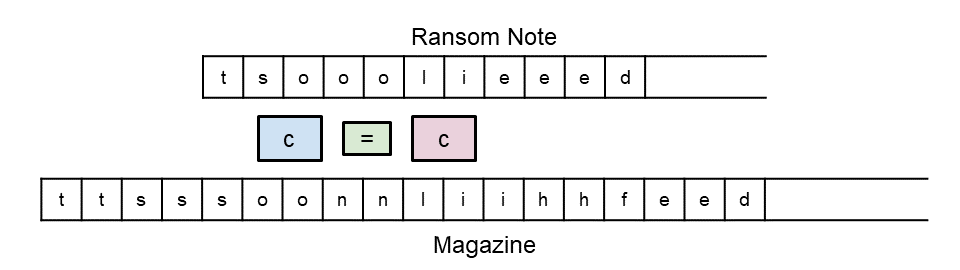 Ransom Note
t s o o o l i e e e d
c = c
t t s s s o o n n l i i h h f e e d
Magazine